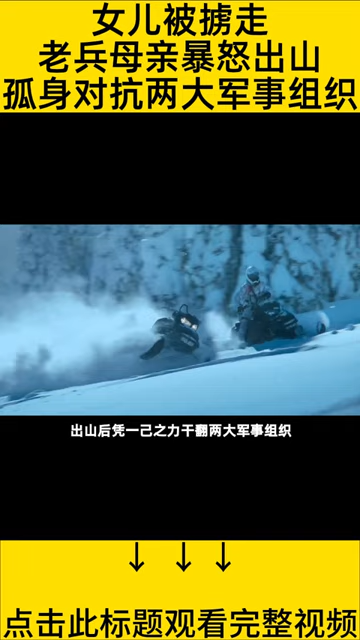 女儿被掳走
老兵母亲暴怒出山
孤身对抗两大军事组织
出山后凭一己之力干翻两大军事组织
↓ ↓ ↓
点击此标题观看完整视频